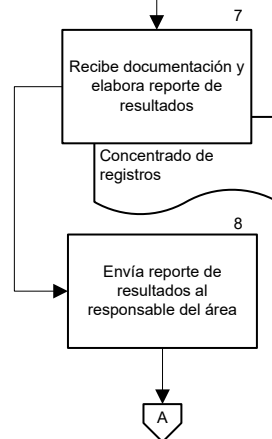 7
Recibe documentación y
elabora reporte de
resultados
Concentrado de
registros
8
Envía reporte de
resultados al
responsable del área
A